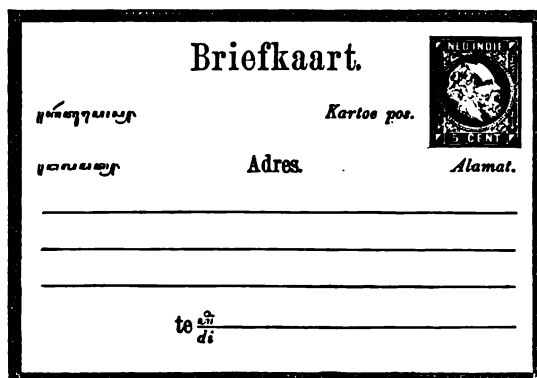 Briefkaart.
NED INDIE
Kartoe pos.
5 CENT
Adres. Alamat.
te
di